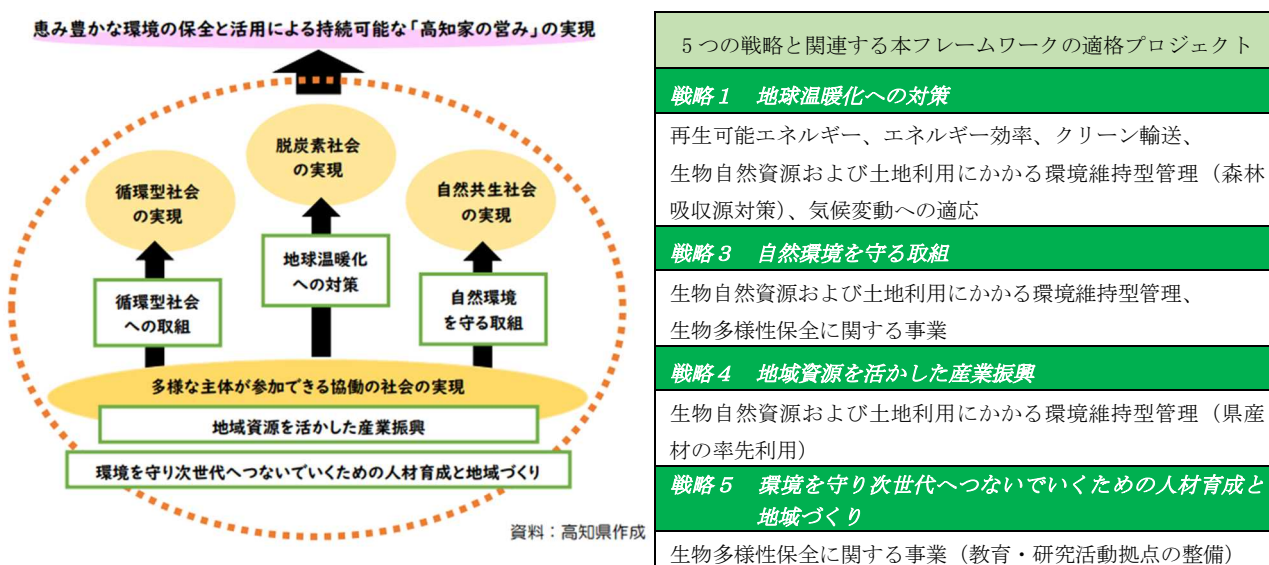 恵み豊かな環境の保全と活用による持続可能な「高知家の営み」の実現
脱炭素社会
の実現
循環型社会
の実現
自然共生社会
の実現
地球温暖化
への対策
循環型社会
への取組
自然環境
を守る取組
多様な主体が参加できる協働の社会の実現
地域資源を活かした産業振興
環境を守り次世代へつないでいくための人材育成と地域づくり
資料：高知県作成
5つの戦略と関連する本フレームワークの適格プロジェクト
戦略1　地球温暖化への対策
再生可能エネルギー、エネルギー効率、クリーン輸送、
生物自然資源および土地利用にかかる環境維持型管理（森林
吸収源対策）、気候変動への適応
戦略3　自然環境を守る取組
生物自然資源および土地利用にかかる環境維持型管理、
生物多様性保全に関する事業
戦略4　地域資源を活かした産業振興
生物自然資源および土地利用にかかる環境維持型管理（県産
材の率先利用）
戦略5　環境を守り次世代へつないでいくための人材育成と
地域づくり
生物多様性保全に関する事業（教育・研究活動拠点の整備）